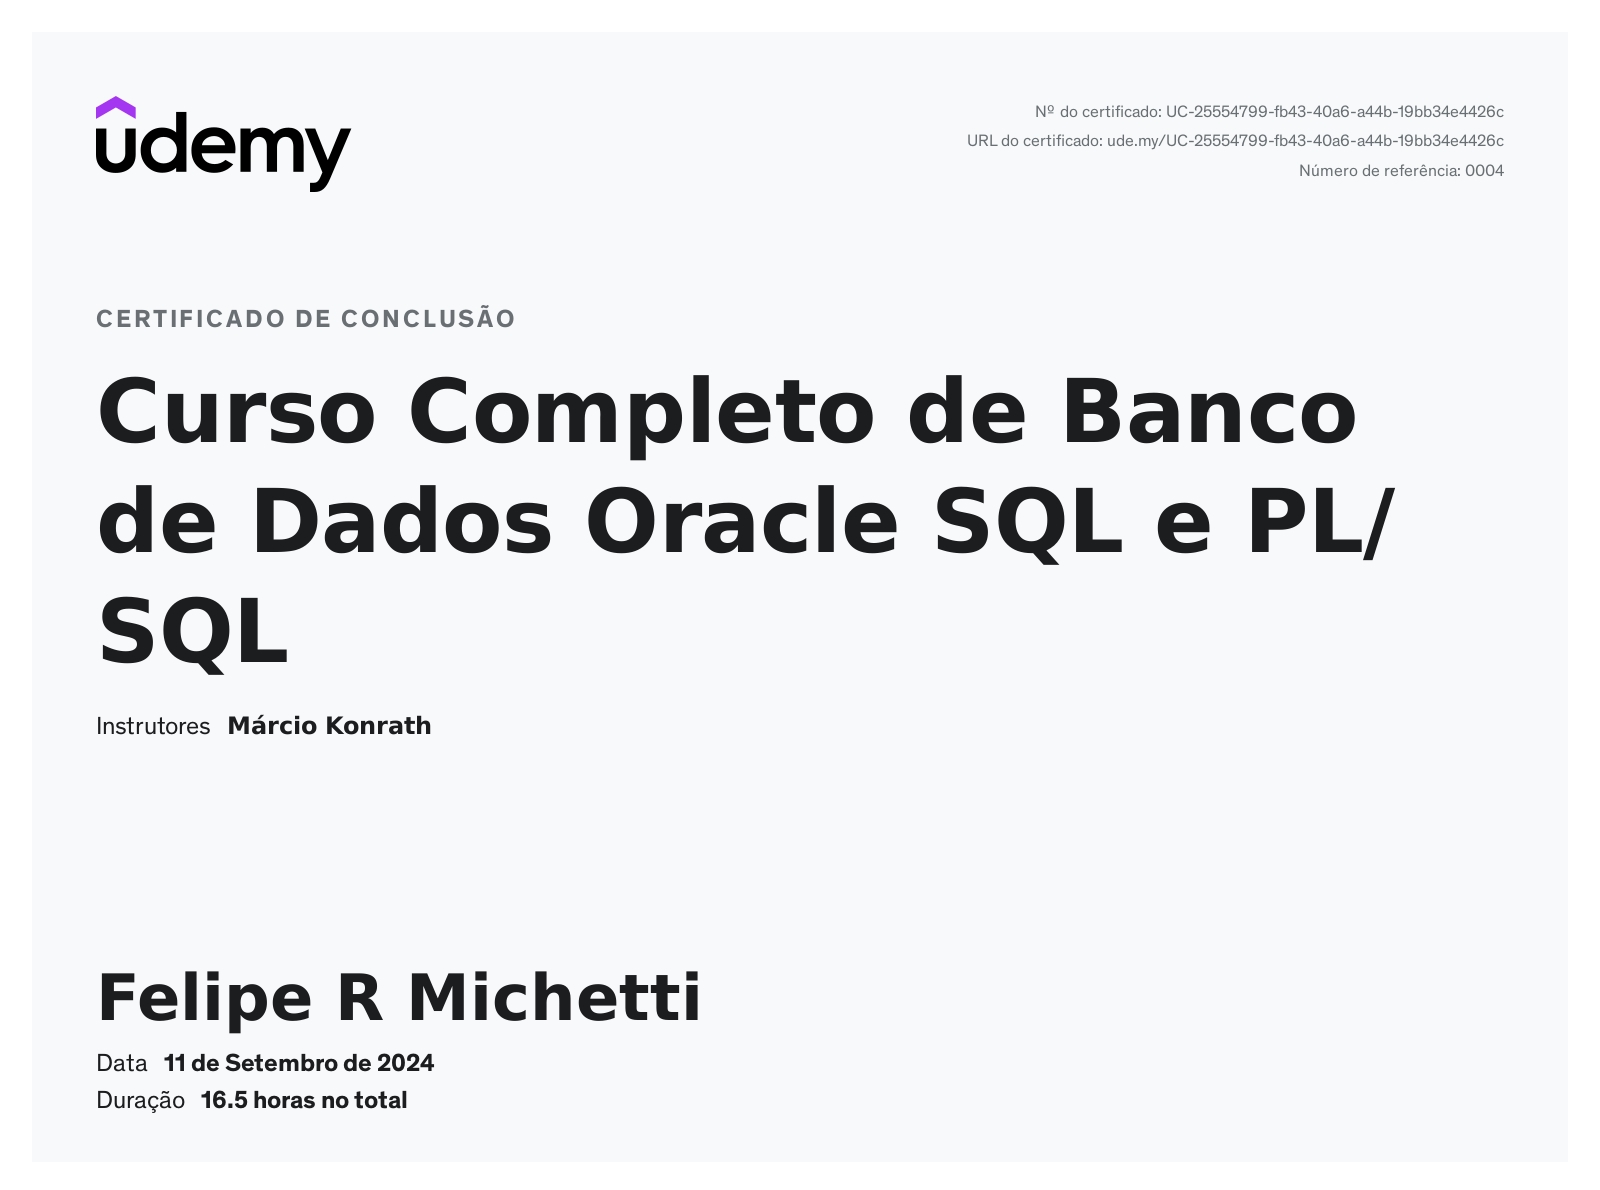 udemy
Nº do certificado: UC-25554799-fb43-40a6-a44b-19bb34e4426c
URL do certificado: ude.my/UC-25554799-fb43-40a6-a44b-19bb34e4426c
Número de referência: 0004
CERTIFICADO DE CONCLUSÃO
Curso Completo de Banco
de Dados Oracle SQL e PL/
SQL
Instrutores Márcio Konrath
Felipe R Michetti
Data 11 de Setembro de 2024
Duração 16.5 horas no total